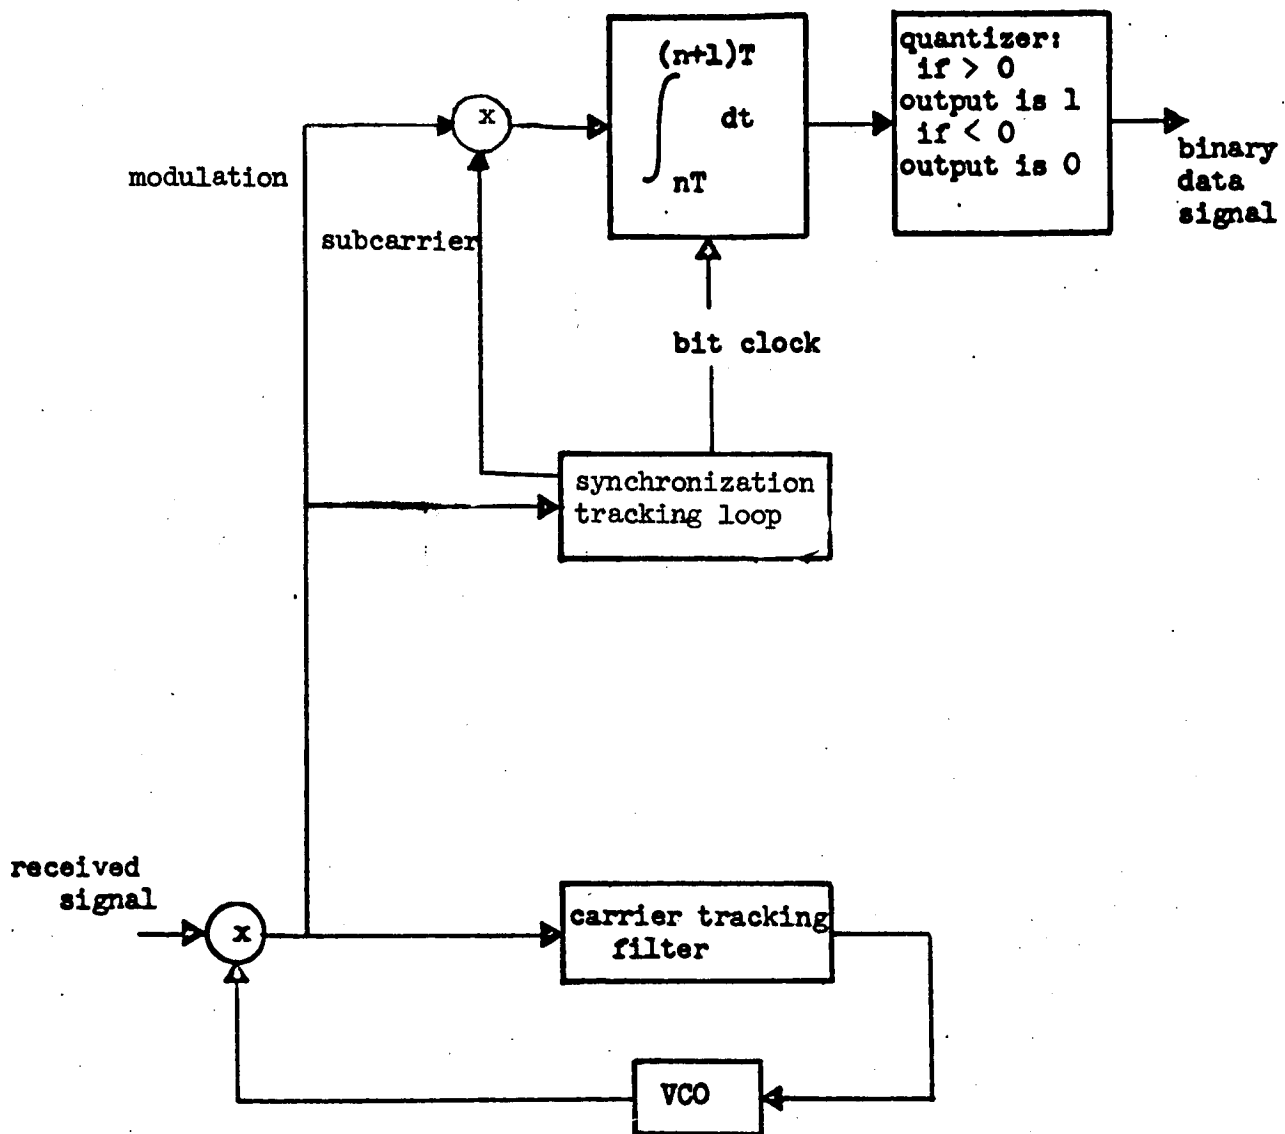 (n+1)T
∫ dt
nT
quantizer:
if > 0
output is 1
if < 0
output is 0
x
modulation
binary
data
signal
subcarrier
bit clock
synchronization
tracking loop
received
signal
x
carrier tracking
filter
VCO